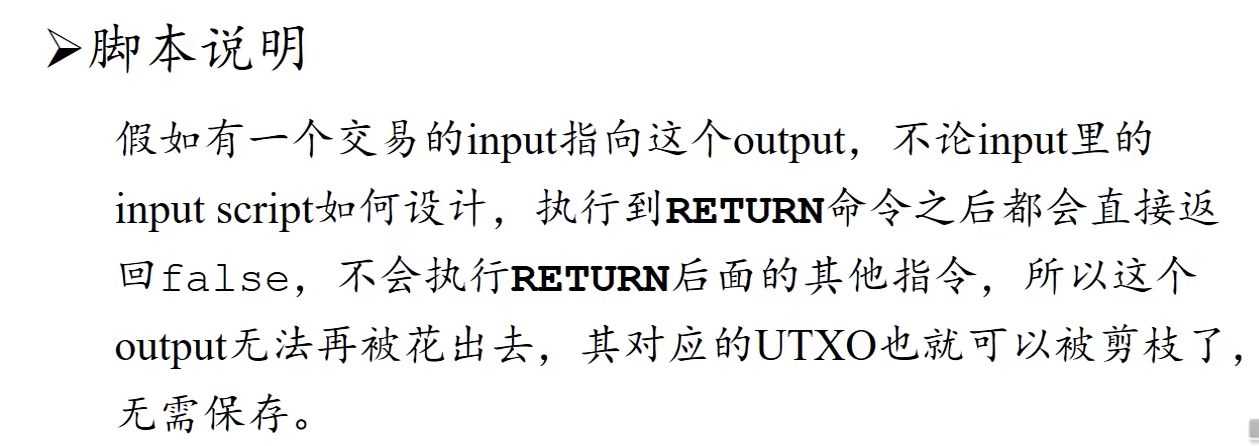 ➢脚本说明
假如有一个交易的input指向这个output，不论input里的
input script如何设计，执行到RETURN命令之后都会直接返
回false，不会执行RETURN后面的其他指令，所以这个
output无法再被花出去，其对应的UTXO也就可以被剪枝了，
无需保存。